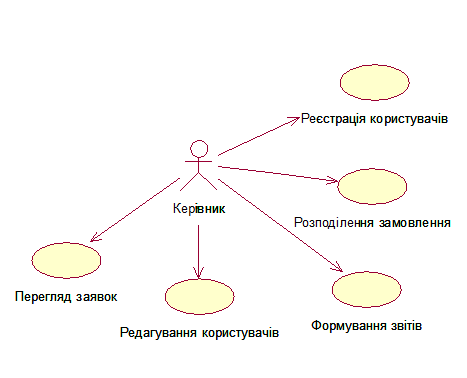 Реєстрація користувачів
Керівник
Розподілення замовлення
Перегляд заявок
Редагування користувачів
Формування звітів